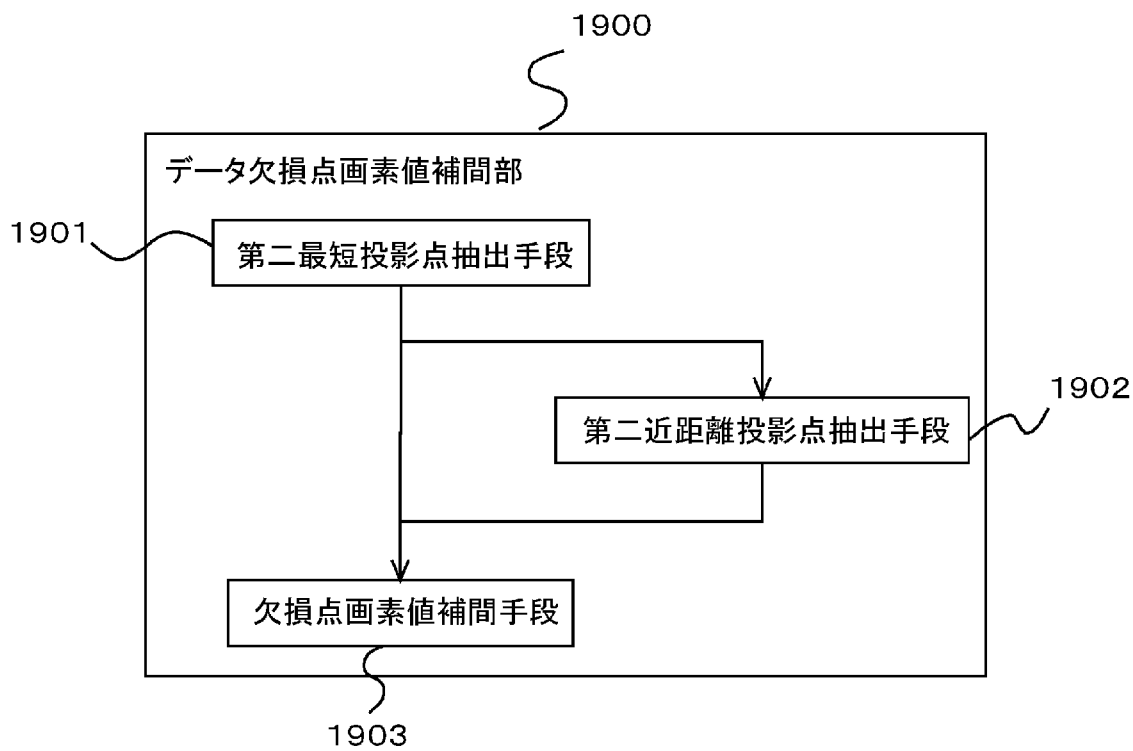 1900
データ欠損点画素値補間部
1901
第二最短投影点抽出手段
1902
第二近距離投影点抽出手段
欠損点画素値補間手段
1903